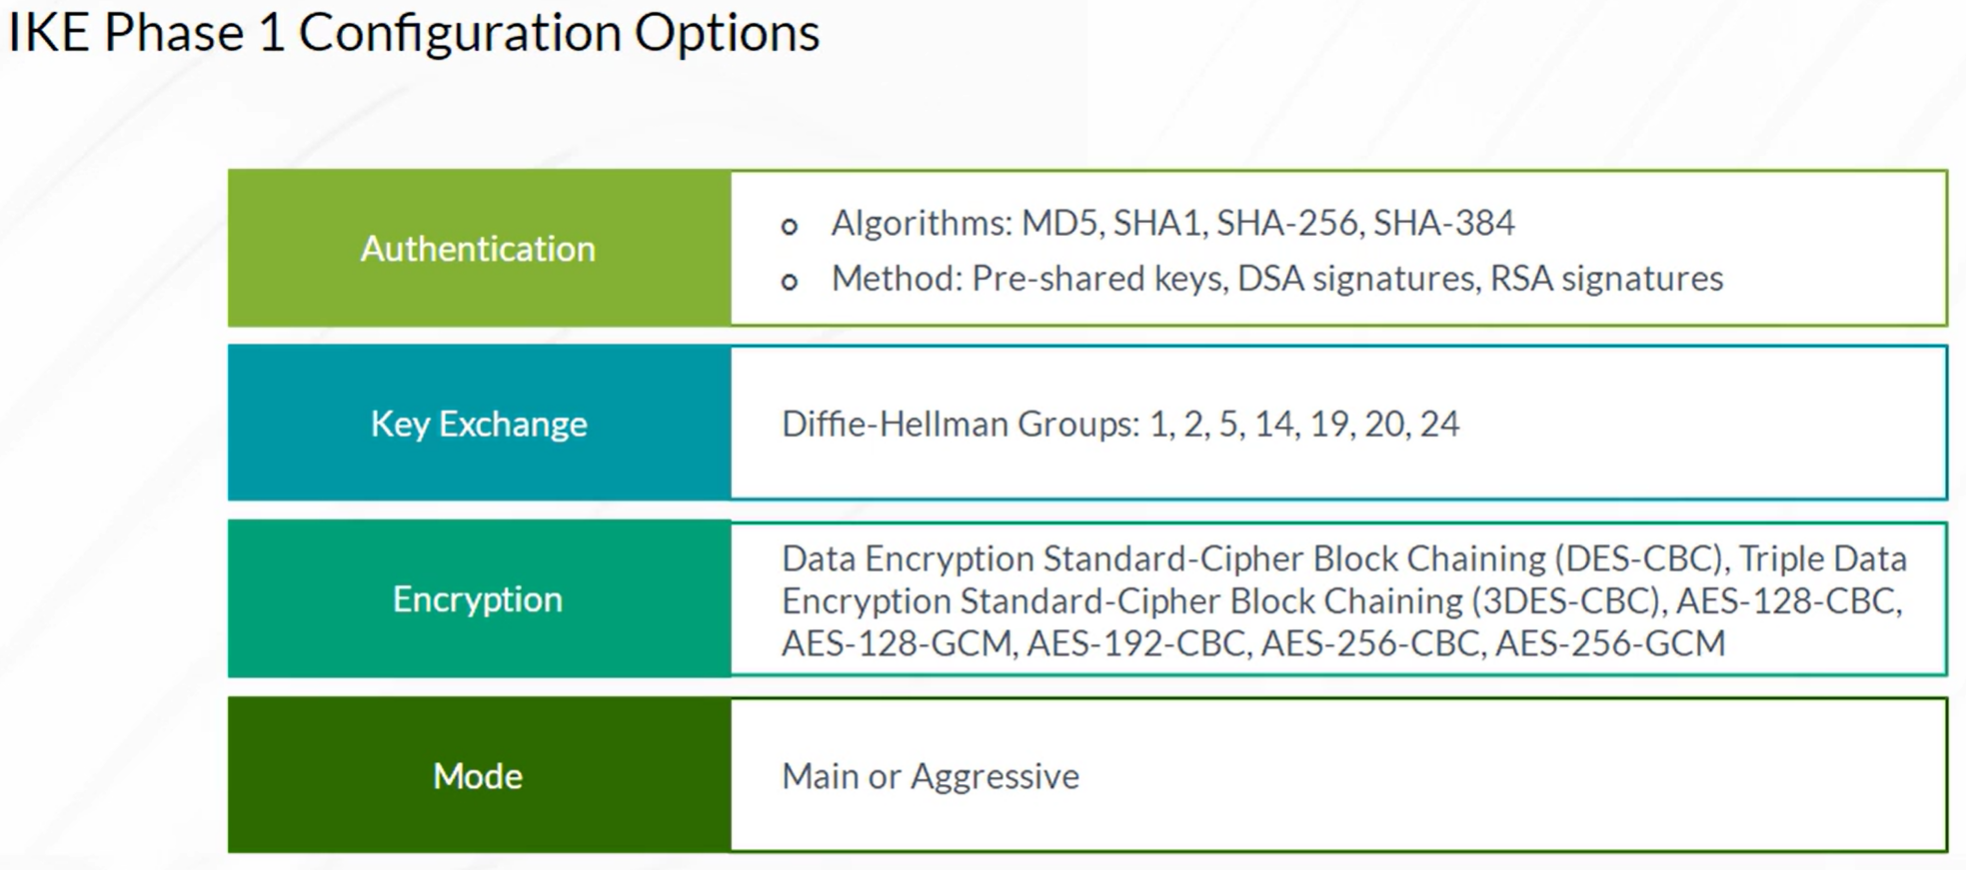 IKE Phase 1 Configuration Options
Authentication
Algorithms: MD5, SHA1, SHA-256, SHA-384
Method: Pre-shared keys, DSA signatures, RSA signatures
Key Exchange
Diffie-Hellman Groups: 1, 2, 5, 14, 19, 20, 24
Encryption
Data Encryption Standard-Cipher Block Chaining (DES-CBC), Triple Data
Encryption Standard-Cipher Block Chaining (3DES-CBC), AES-128-CBC,
AES-128-GCM, AES-192-CBC, AES-256-CBC, AES-256-GCM
Mode
Main or Aggressive